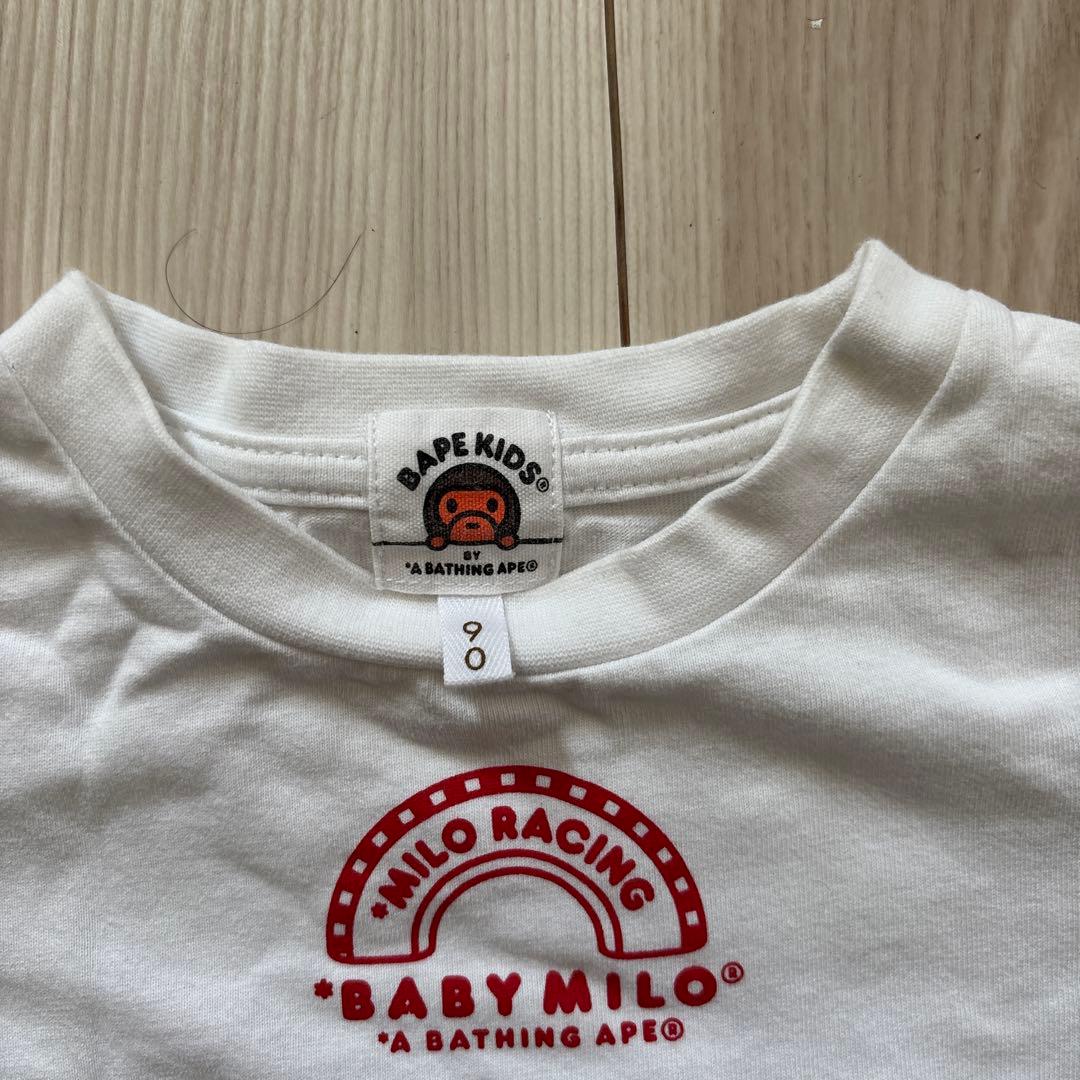 BAPE KIDS®
BY
*A BATHING APE®
90
*MILO RACING
*BABY MILO®
*A BATHING APE®